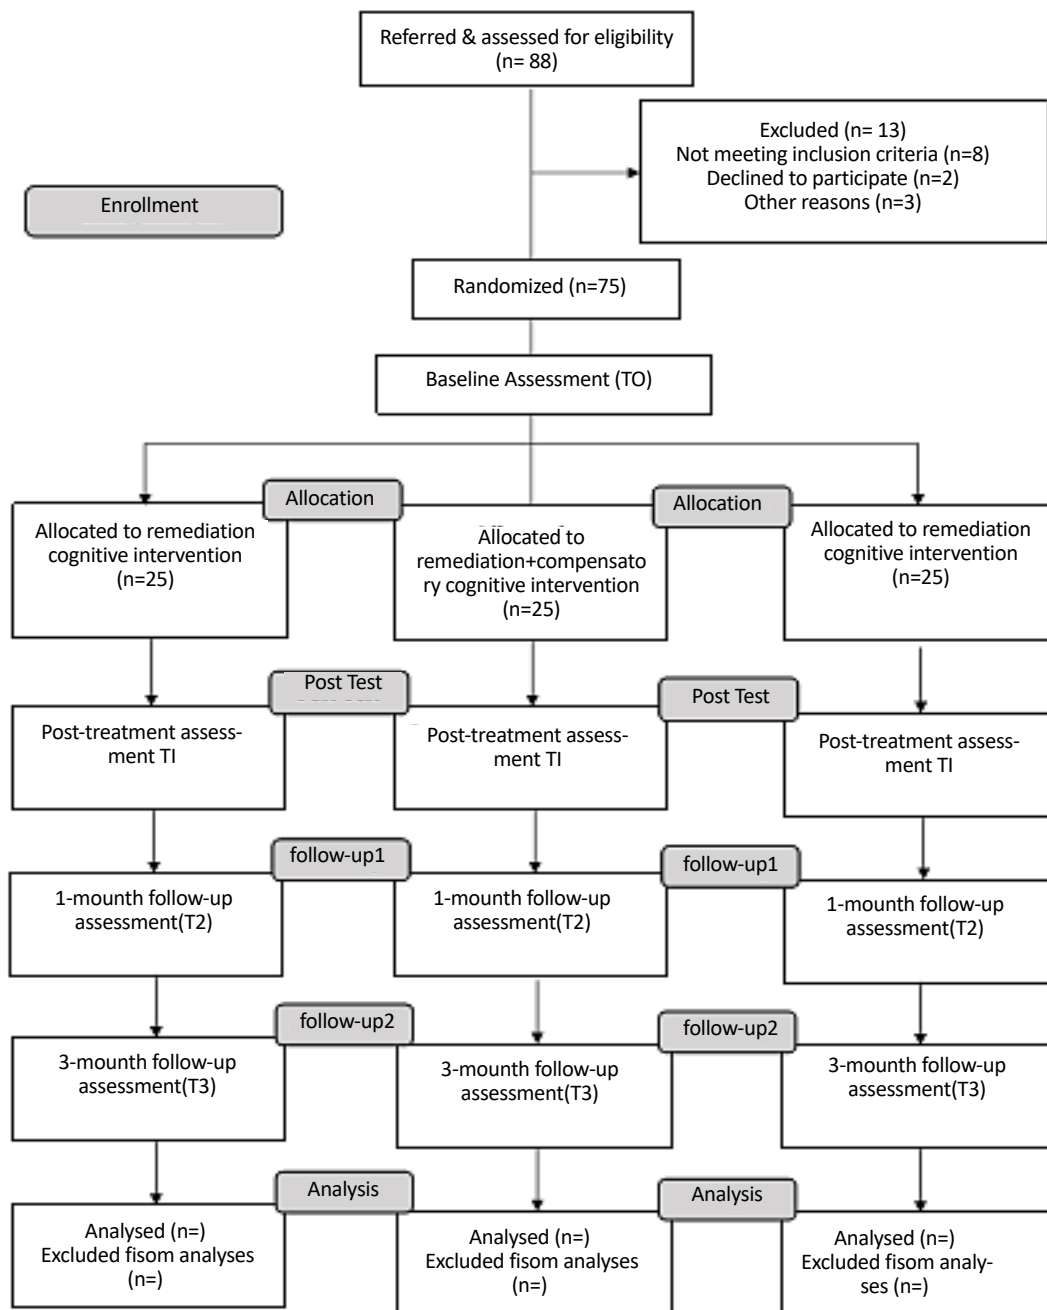 Referred & assessed for eligibility
(n= 88)
Excluded (n= 13)
Not meeting inclusion criteria (n=8)
Declined to participate (n=2)
Other reasons (n=3)
Enrollment
Randomized (n=75)
Baseline Assessment (TO)
Allocation
Allocation
Allocated to remediation
cognitive intervention
(n=25)
Allocated to
remediation+compensato
ry cognitive intervention
(n=25)
Allocated to remediation
cognitive intervention
(n=25)
Post Test
Post Test
Post-treatment assess-
ment TI
Post-treatment assess-
ment TI
Post-treatment assess-
ment TI
follow-up1
follow-up1
1-mounth follow-up
assessment(T2)
1-mounth follow-up
assessment(T2)
1-mounth follow-up
assessment(T2)
follow-up2
follow-up2
3-mounth follow-up
assessment(T3)
3-mounth follow-up
assessment(T3)
3-mounth follow-up
assessment(T3)
Analysis
Analysis
Analysed (n=)
Excluded fisom analyses
(n=)
Analysed (n=)
Excluded fisom analyses
(n=)
Analysed (n=)
Excluded fisom analy-
ses (n=)